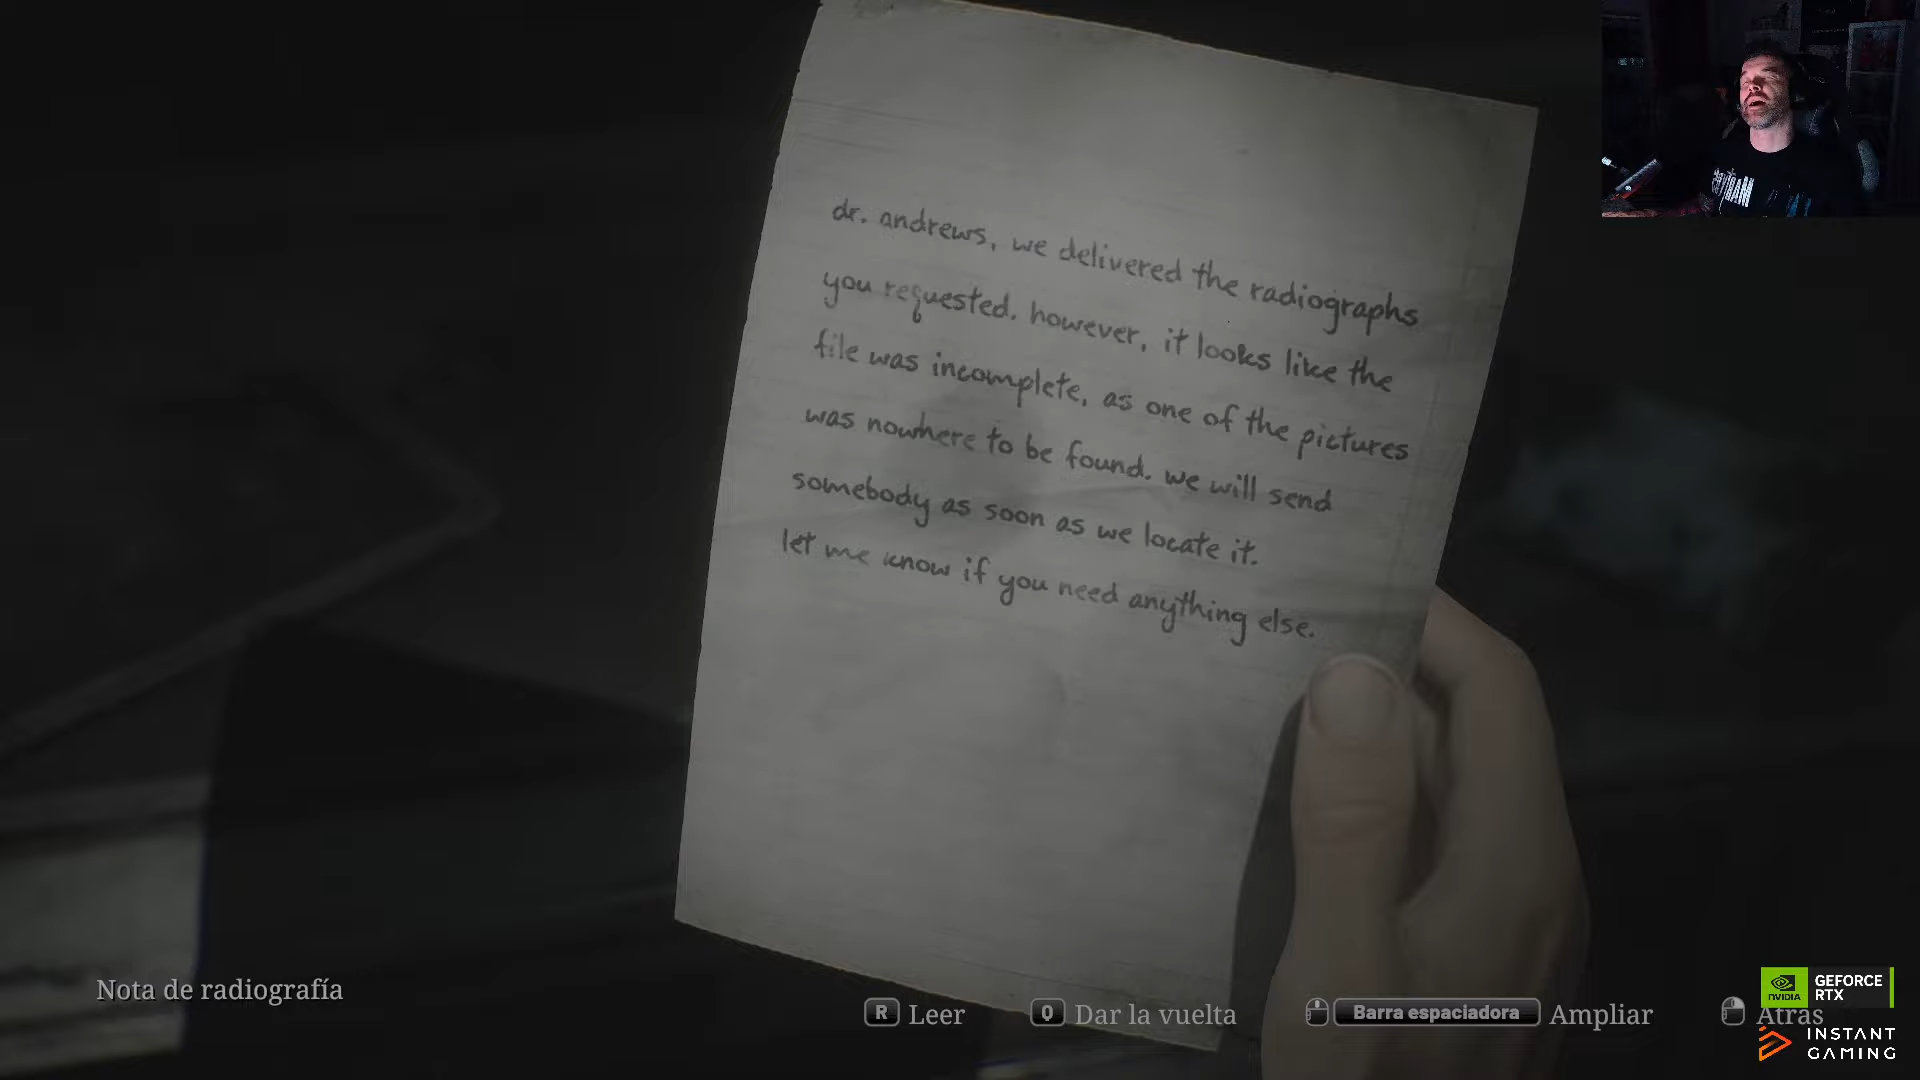 dr. andrews, we delivered the radiographs
you requested. however, it looks like the
file was incomplete, as one of the pictures
was nowhere to be found. we will send
somebody as soon as we locate it.
let me know if you need anything else.
Nota de radiografía
R Leer
Q Dar la vuelta
Barra espaciadora Ampliar
Atrás
NVIDIA GEFORCE RTX
INSTANT GAMING